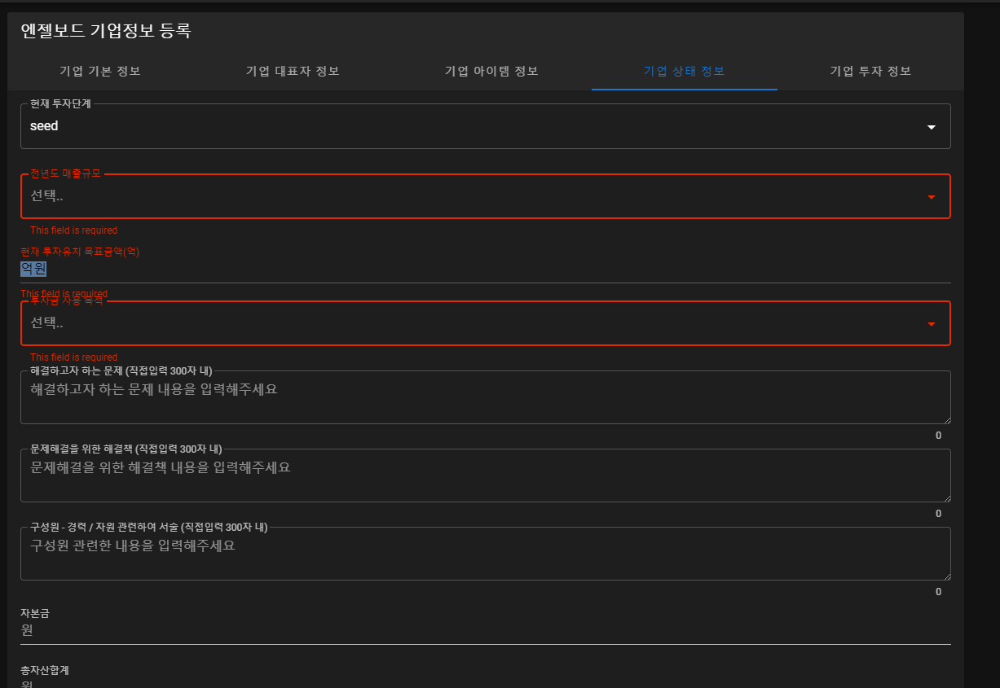 엔젤보드 기업정보 등록
기업 기본 정보 기업 대표자 정보 기업 아이템 정보 기업 상태 정보 기업 투자 정보
현재 투자단계
seed
전년도 매출규모
선택..
This field is required
현재 투자유치 목표금액(억)
억원
This field is required
투자금 사용 목적
선택..
This field is required
해결하고자 하는 문제 (직접입력 300자 내)
해결하고자 하는 문제 내용을 입력해주세요
0
문제해결을 위한 해결책 (직접입력 300자 내)
문제해결을 위한 해결책 내용을 입력해주세요
0
구성원 - 경력 / 자원 관련하여 서술 (직접입력 300자 내)
구성원 관련한 내용을 입력해주세요
0
자본금
원
총자산합계
원